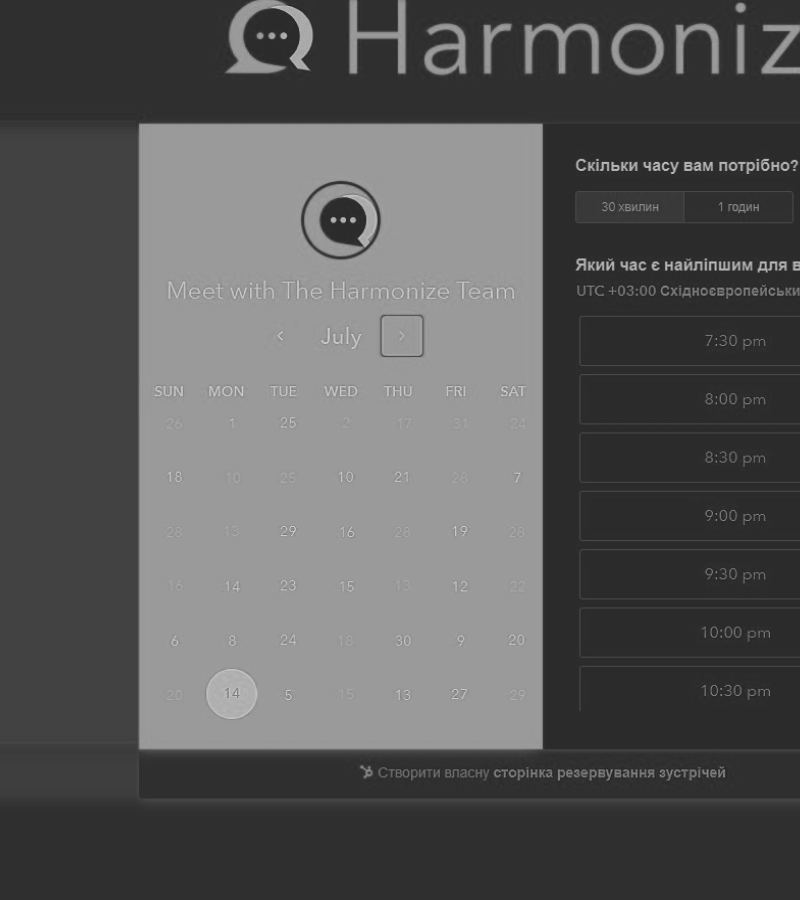 Harmoniz
Meet with The Harmonize Team
July
SUN MON TUE WED THU FRI SAT
26 1 25 2 17 31 24
18 10 25 10 21 28 7
28 13 29 16 28 19 28
16 14 23 15 13 12 22
6 8 24 18 30 9 20
20 14 5 15 13 27 29
Скільки часу вам потрібно?
30 хвилин 1 годин
Який час є найліпшим для в
UTC +03:00 Східноєвропейськи
7:30 pm
8:00 pm
8:30 pm
9:00 pm
9:30 pm
10:00 pm
10:30 pm
Створити власну сторінка резервування зустрічей